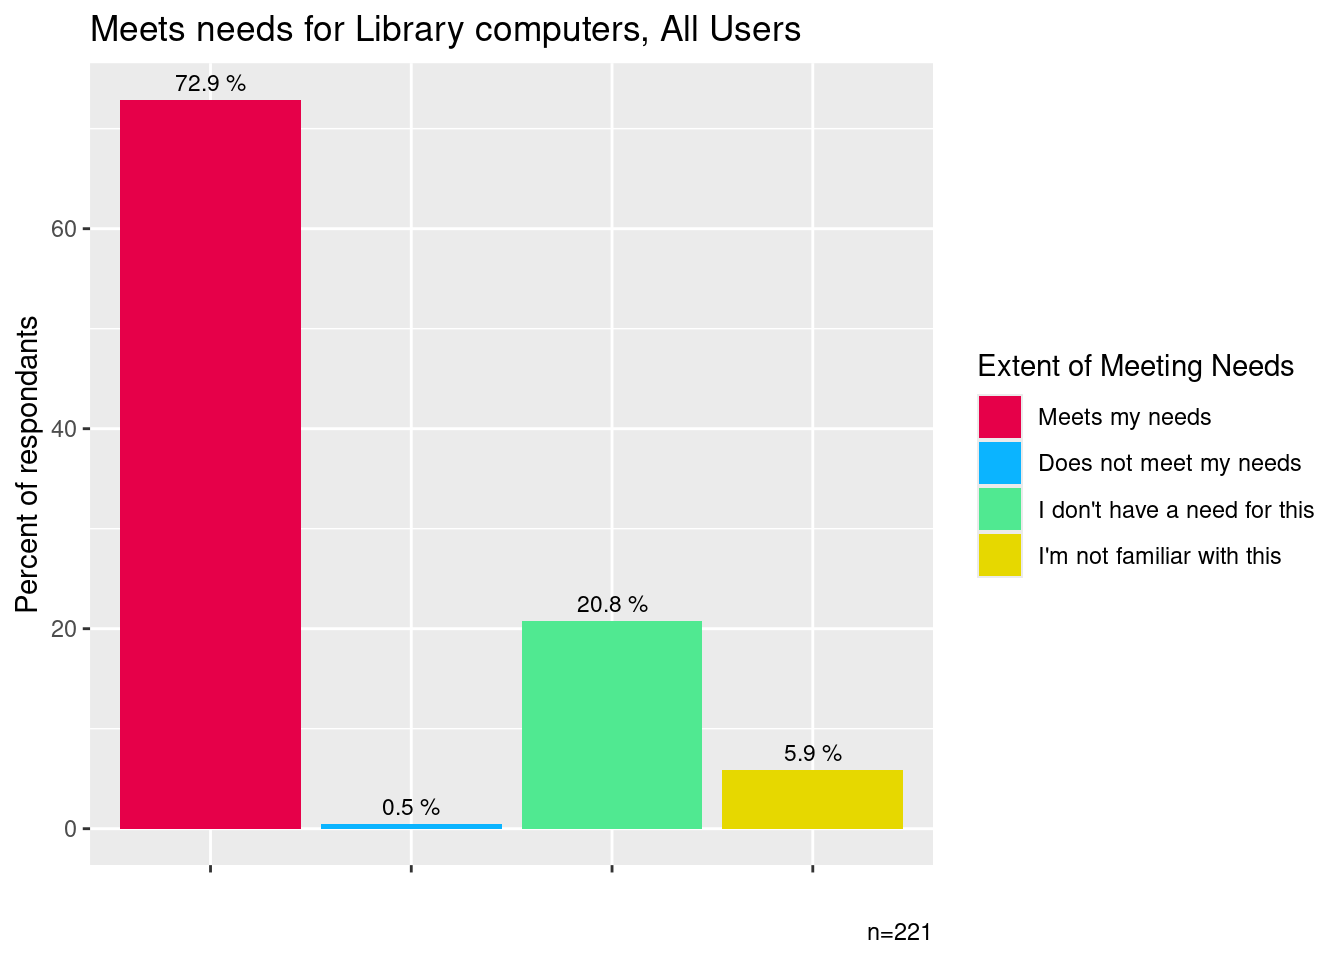 Meets needs for Library computers, All Users
72.9 %
60
40
20
0
0.5 %
20.8 %
5.9 %
Percent of respondants
Extent of Meeting Needs
Meets my needs
Does not meet my needs
I don't have a need for this
I'm not familiar with this
n=221